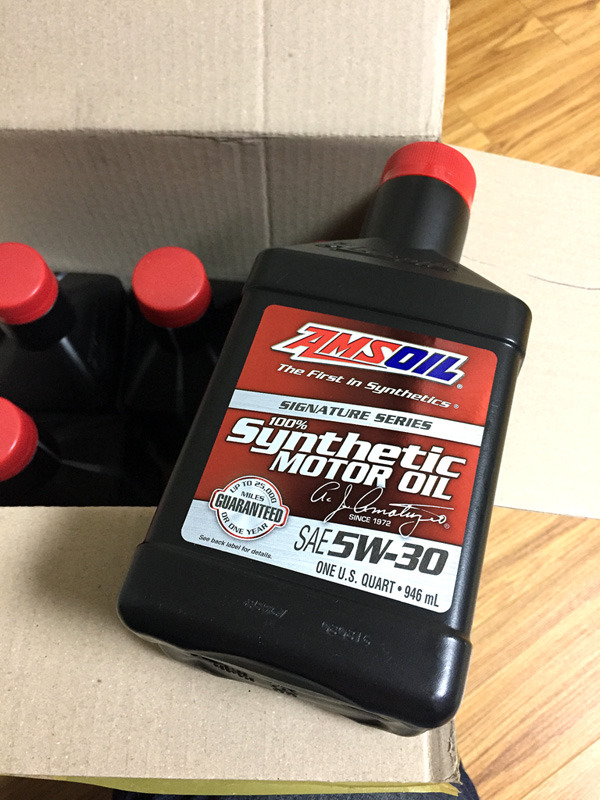 AMSOIL®
The First in Synthetics®
SIGNATURE SERIES
100%
Synthetic
MOTOR OIL
UP TO 25,000
MILES
GUARANTEED
OR ONE YEAR
A. J. Amatuzio®
SINCE 1972
See back label for details.
SAE 5W-30
ONE U.S. QUART • 946 mL